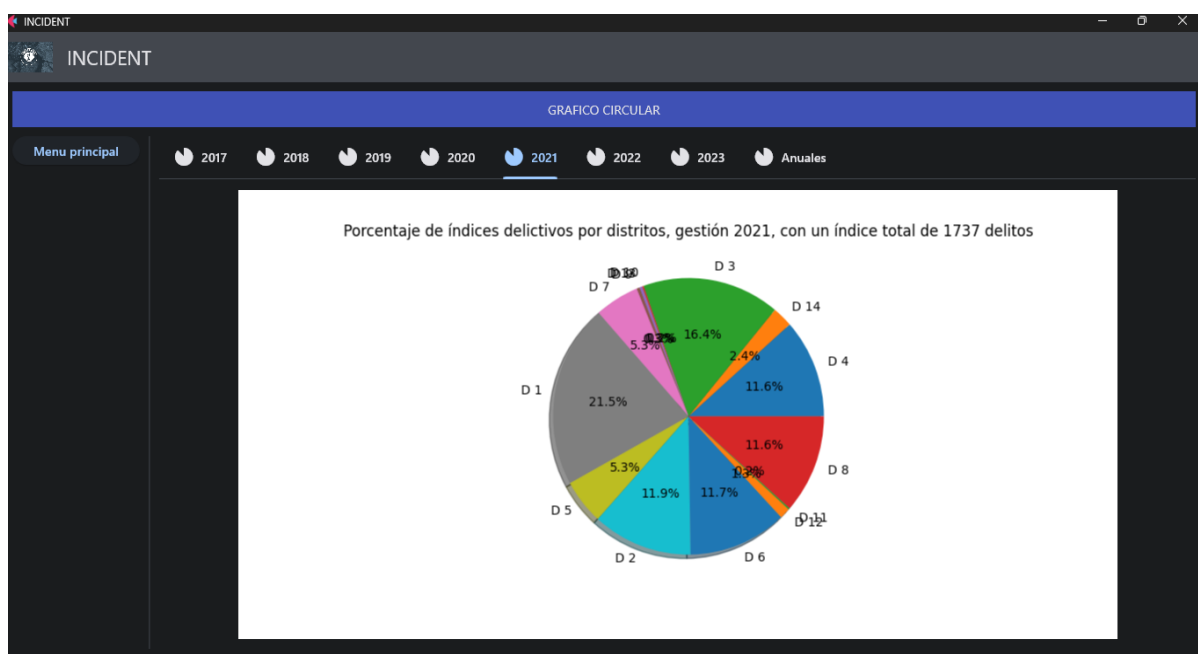 INCIDENT
INCIDENT
GRAFICO CIRCULAR
Menu principal
2017
2018
2019
2020
2021
2022
2023
Anuales
Porcentaje de índices delictivos por distritos, gestión 2021, con un índice total de 1737 delitos
D 3
D 7
D 14
16.4%
5.3%
2.4%
D 4
11.6%
D 1
21.5%
11.6%
5.3%
D 8
11.9%
11.7%
D 5
D 11
D 12
D 2
D 6